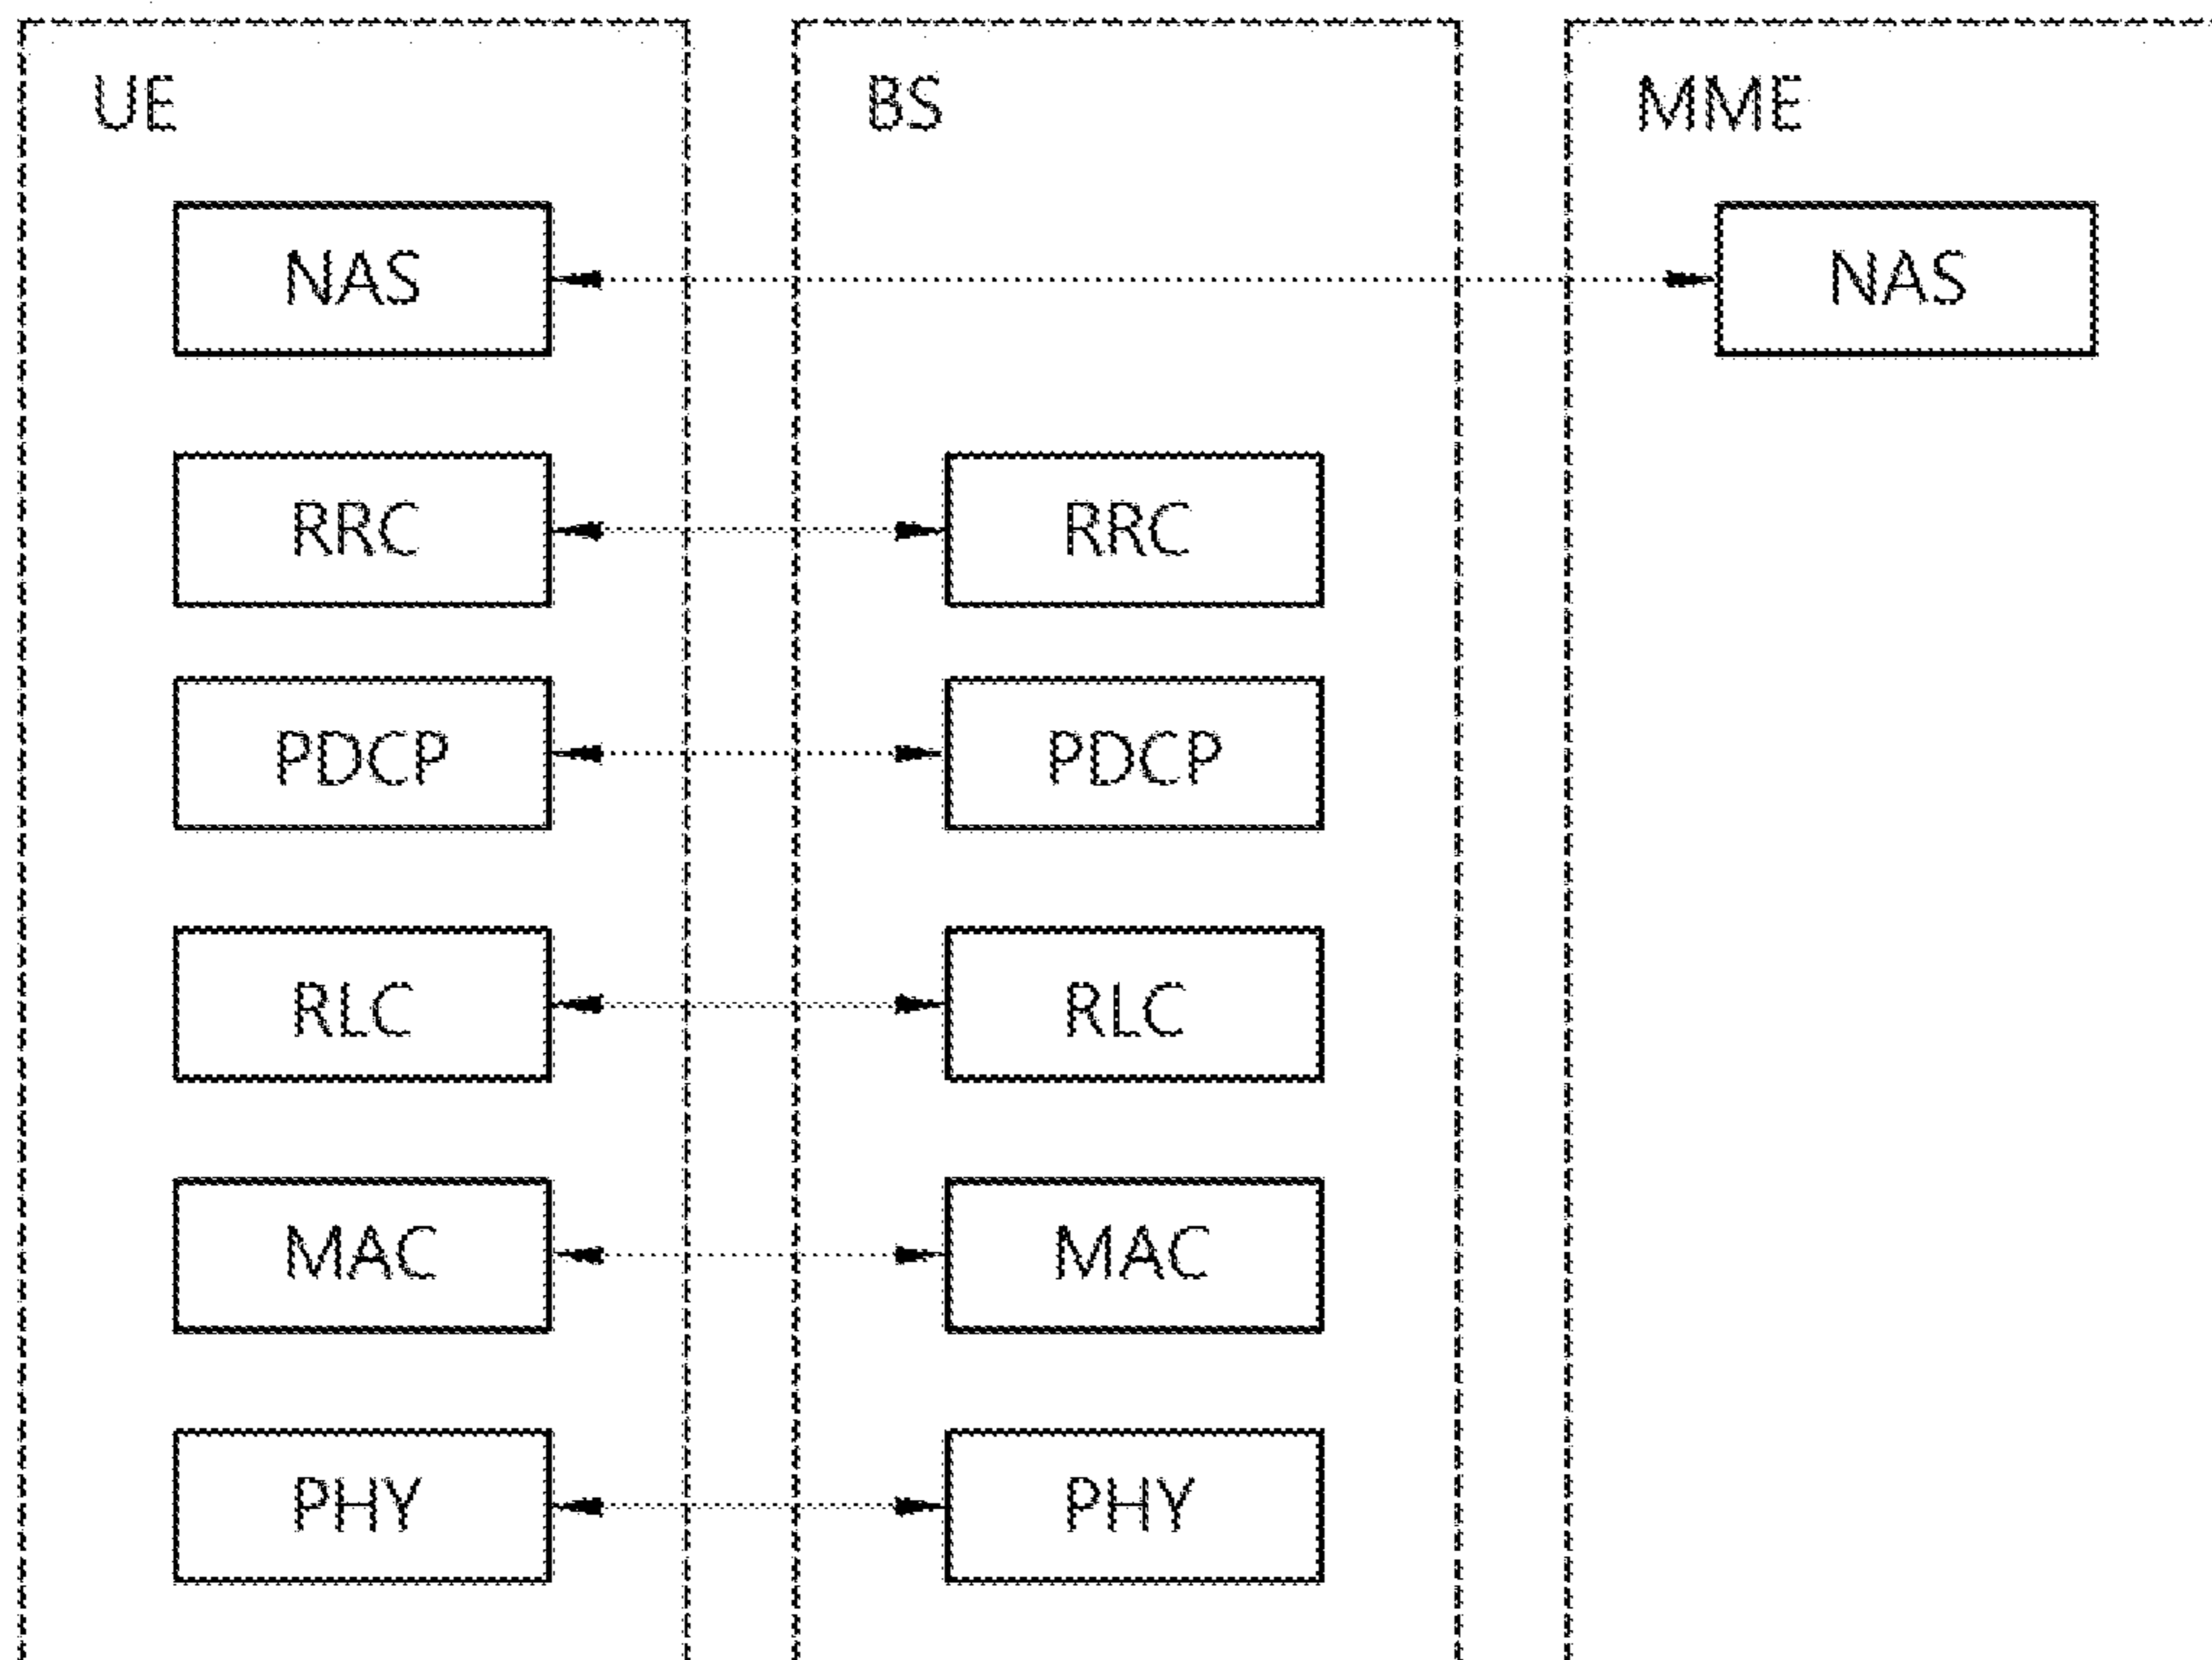 UE BS MME
NAS NAS
RRC RRC
PDCP PDCP
RLC RLC
MAC MAC
PHY PHY